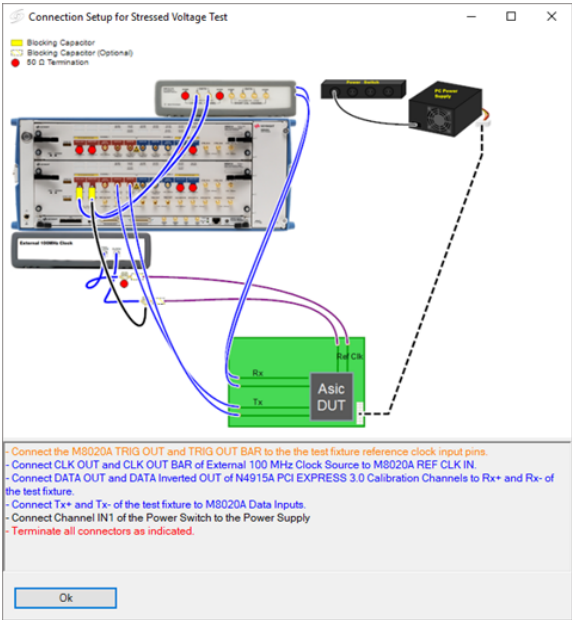 Connection Setup for Stressed Voltage Test
Blocking Capacitor
Blocking Capacitor (Optional)
50 Ω Termination
Power Switch
PC Power
Supply
External 100MHz Clock
Ref Clk
Rx
Tx
Asic
DUT
- Connect the M8020A TRIG OUT and TRIG OUT BAR to the the test fixture reference clock input pins.
- Connect CLK OUT and CLK OUT BAR of External 100 MHz Clock Source to M8020A REF CLK IN.
- Connect DATA OUT and DATA Inverted OUT of N4915A PCI EXPRESS 3.0 Calibration Channels to Rx+ and Rx- of
the test fixture.
- Connect Tx+ and Tx- of the test fixture to M8020A Data Inputs.
- Connect Channel IN1 of the Power Switch to the Power Supply
- Terminate all connectors as indicated.
Ok